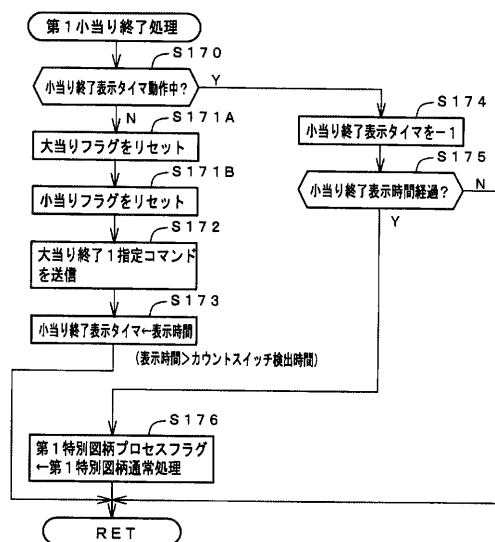 第1小当り終了処理
S170
小当り終了表示タイマ動作中?
Y
N
S171A
大当りフラグをリセット
S171B
小当りフラグをリセット
S172
大当り終了1指定コマンド
を送信
S173
小当り終了表示タイマ←表示時間
(表示時間>カウントスイッチ検出時間)
S174
小当り終了表示タイマを-1
S175
小当り終了表示時間経過?
N
Y
S176
第1特別図柄プロセスフラグ
←第1特別図柄通常処理
RET